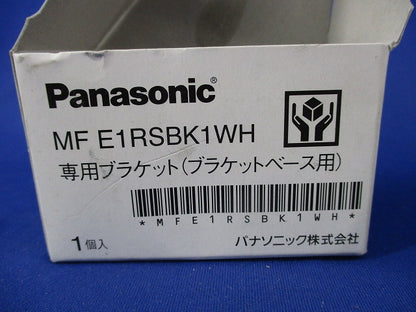 Panasonic®
MF E1RSBK1WH
専用ブラケット(ブラケットベース用)
*MFE1RSBK1WH*
1個入
パナソニック株式会社